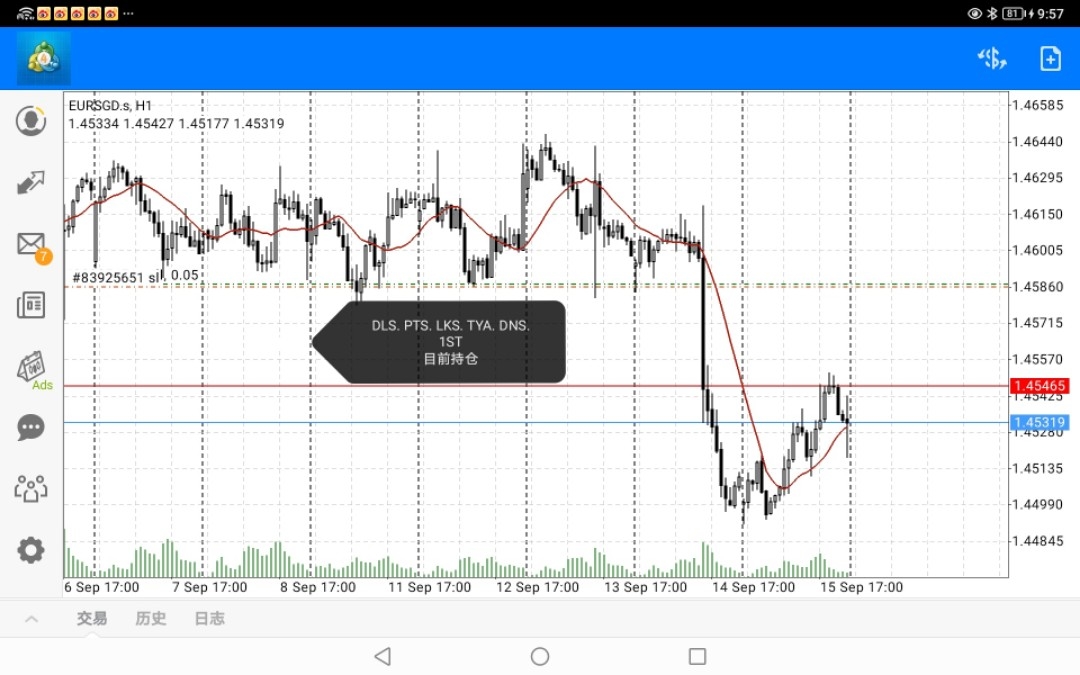 81
9:57
EURSGD.s, H1
1.45334 1.45427 1.45177 1.45319
#83925651 sl, 0.05
DLS. PTS. LKS. TYA. DNS.
1ST
目前持仓
7
Ads
1.46585
1.46440
1.46295
1.46150
1.46005
1.45860
1.45715
1.45570
1.45465
1.45425
1.45319
1.45280
1.45135
1.44990
1.44845
6 Sep 17:00
7 Sep 17:00
8 Sep 17:00
11 Sep 17:00
12 Sep 17:00
13 Sep 17:00
14 Sep 17:00
15 Sep 17:00
交易
历史
日志